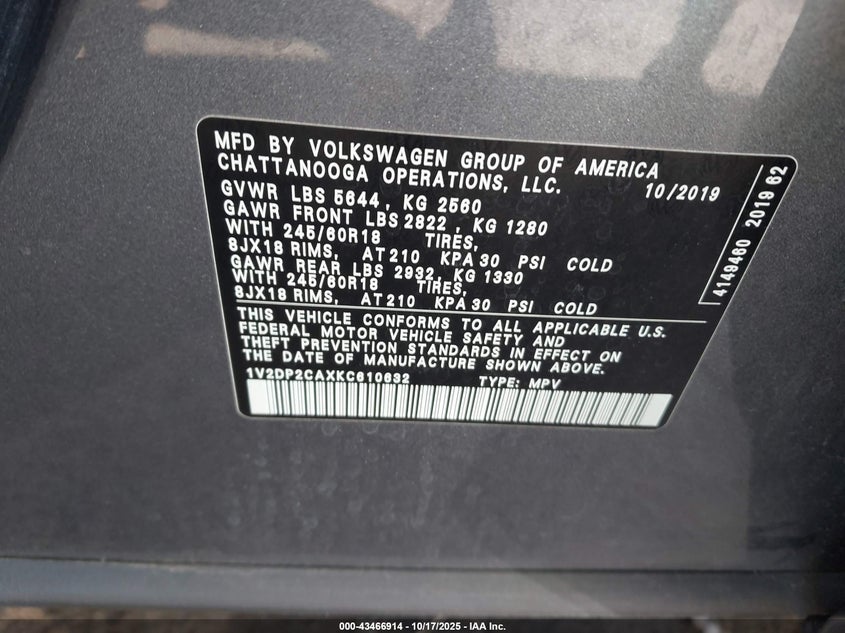 MFD BY VOLKSWAGEN GROUP OF AMERICA
CHATTANOOGA OPERATIONS, LLC. 10/2019
GVWR LBS 5644, KG 2560
GAWR FRONT LBS 2822, KG 1280
WITH 245/60R18 TIRES,
8JX18 RIMS, AT 210 KPA 30 PSI COLD
GAWR REAR LBS 2932, KG 1330
WITH 245/60R18 TIRES,
8JX18 RIMS, AT 210 KPA 30 PSI COLD
THIS VEHICLE CONFORMS TO ALL APPLICABLE U.S.
FEDERAL MOTOR VEHICLE SAFETY AND
THEFT PREVENTION STANDARDS IN EFFECT ON
THE DATE OF MANUFACTURE SHOWN ABOVE.
1V2DP2CAXKC610632 TYPE: MPV
4149460 2019 62
000-43466914 - 10/17/2025 - IAA Inc.